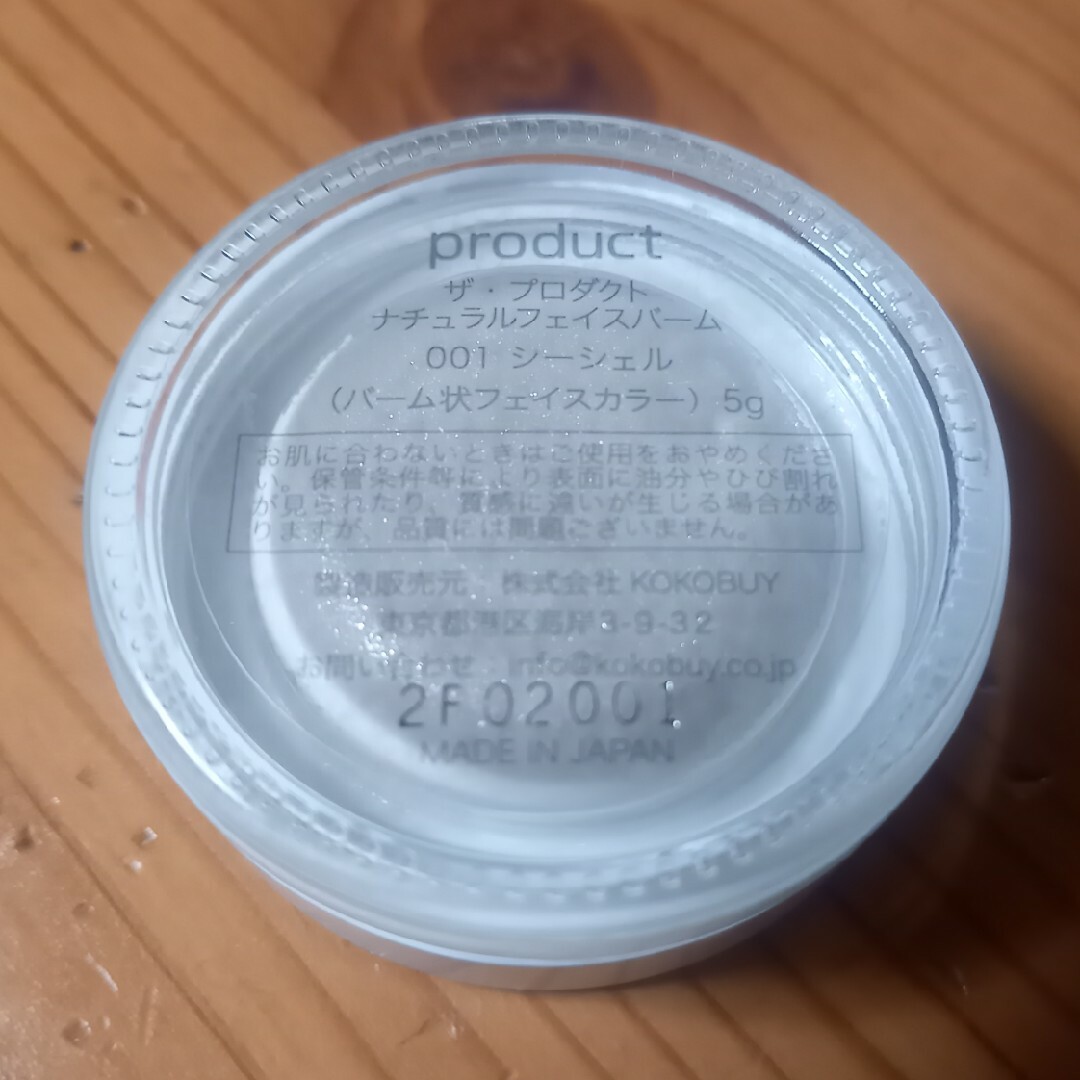 product
ザ・プロダクト
ナチュラルフェイスバーム
001 シーシェル
（バーム状フェイスカラー） 5g
お肌に合わないときはご使用をおやめくださ
い。保管条件等により表面に油分やひび割れ
が見られたり、質感に違いが生じる場合があ
りますが、品質には問題ございません。
製造販売元 株式会社 KOKOBUY
東京都港区海岸3-9-32
お問い合わせ info@kokobuy.co.jp
2F02001
MADE IN JAPAN